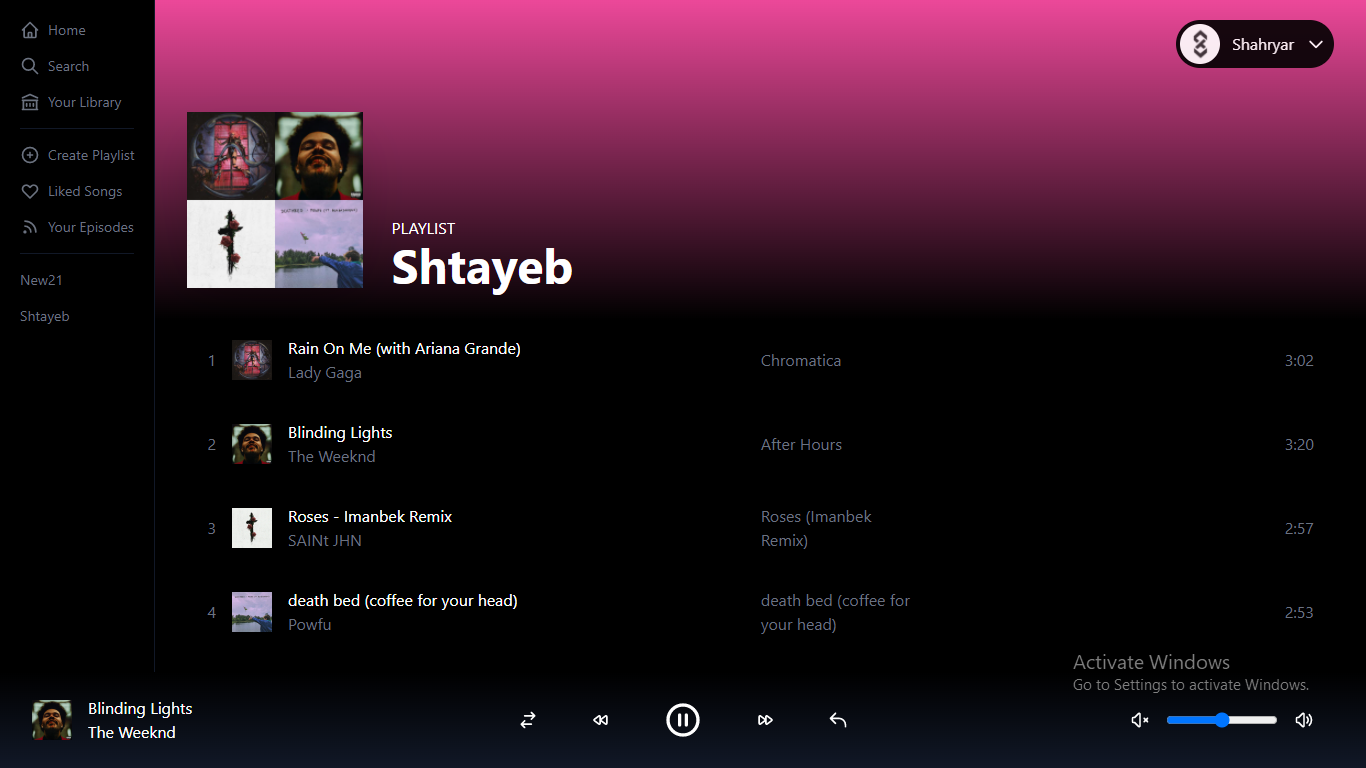 Home
Search
Your Library
Create Playlist
Liked Songs
Your Episodes
New21
Shtayeb
Shahryar
PLAYLIST
Shtayeb
1
Rain On Me (with Ariana Grande)
Lady Gaga
Chromatica
3:02
2
Blinding Lights
The Weeknd
After Hours
3:20
3
Roses - Imanbek Remix
SAINt JHN
Roses (Imanbek
Remix)
2:57
4
death bed (coffee for your head)
Powfu
death bed (coffee for
your head)
2:53
Activate Windows
Go to Settings to activate Windows.
Blinding Lights
The Weeknd